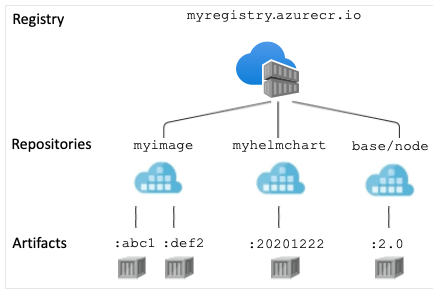 Registry myregistry.azurecr.io
Repositories myimage myhelmchart base/node
Artifacts :abc1 :def2 :20201222 :2.0